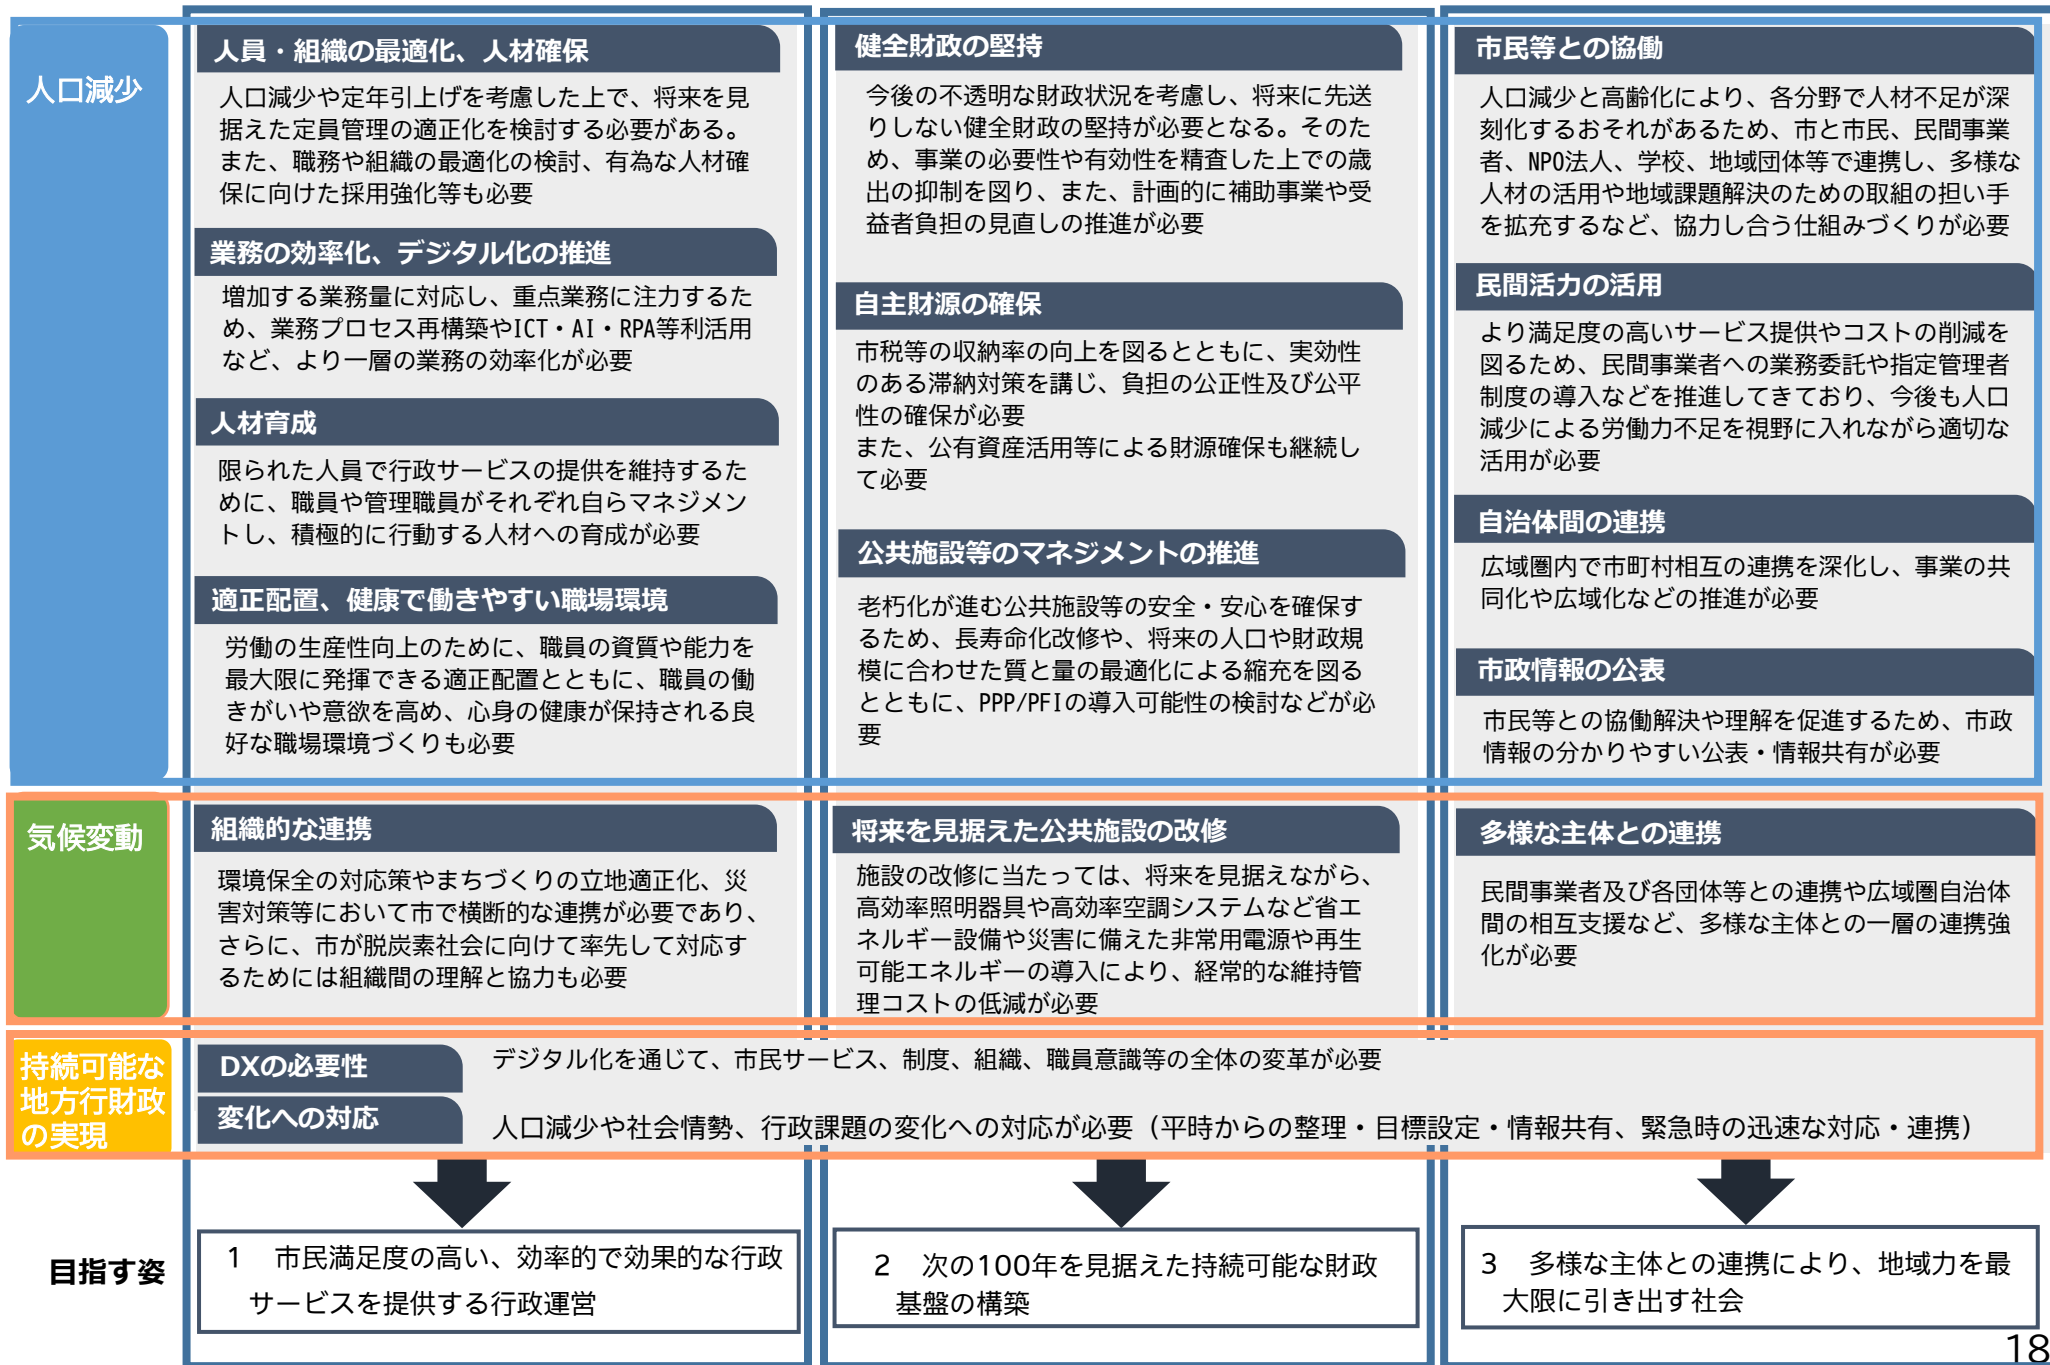 人口減少
人員・組織の最適化、人材確保
人口減少や定年引上げを考慮した上で、将来を見
据えた定員管理の適正化を検討する必要がある。
また、職務や組織の最適化の検討、有為な人材確
保に向けた採用強化等も必要
業務の効率化、デジタル化の推進
増加する業務量に対応し、重点業務に注力するた
め、業務プロセス再構築やICT・AI・RPA等利活用
など、より一層の業務の効率化が必要
人材育成
限られた人員で行政サービスの提供を維持するた
めに、職員や管理職員がそれぞれ自らマネジメン
トし、積極的に行動する人材への育成が必要
適正配置、健康で働きやすい職場環境
労働の生産性向上のために、職員の資質や能力を
最大限に発揮できる適正配置とともに、職員の働
きがいや意欲を高め、心身の健康が保持される良
好な職場環境づくりも必要
健全財政の堅持
今後の不透明な財政状況を考慮し、将来に先送
りしない健全財政の堅持が必要となる。そのた
め、事業の必要性や有効性を精査した上での歳
出の抑制を図り、また、計画的に補助事業や受
益者負担の見直しの推進が必要
自主財源の確保
市税等の収納率の向上を図るとともに、実効性
のある滞納対策を講じ、負担の公正性及び公平
性の確保が必要
また、公有資産活用等による財源確保も継続し
て必要
公共施設等のマネジメントの推進
老朽化が進む公共施設等の安全・安心を確保す
るため、長寿命化改修や、将来の人口や財政規
模に合わせた質と量の最適化による縮充を図る
とともに、PPP/PFIの導入可能性の検討などが必
要
市民等との協働
人口減少と高齢化により、各分野で人材不足が深
刻化するおそれがあるため、市と市民、民間事業
者、NPO法人、学校、地域団体等で連携し、多様な
人材の活用や地域課題解決のための取組の担い手
を拡充するなど、協力し合う仕組みづくりが必要
民間活力の活用
より満足度の高いサービス提供やコストの削減を
図るため、民間事業者への業務委託や指定管理者
制度の導入などを推進してきており、今後も人口
減少による労働力不足を視野に入れながら適切な
活用が必要
自治体間の連携
広域圏内で市町村相互の連携を深化し、事業の共
同化や広域化などの推進が必要
市政情報の公表
市民等との協働解決や理解を促進するため、市政
情報の分かりやすい公表・情報共有が必要
気候変動
組織的な連携
環境保全の対応策やまちづくりの立地適正化、災
害対策等において市で横断的な連携が必要であり、
さらに、市が脱炭素社会に向けて率先して対応す
るためには組織間の理解と協力も必要
将来を見据えた公共施設の改修
施設の改修に当たっては、将来を見据えながら、
高効率照明器具や高効率空調システムなど省エ
ネルギー設備や災害に備えた非常用電源や再生
可能エネルギーの導入により、経常的な維持管
理コストの低減が必要
多様な主体との連携
民間事業者及び各団体等との連携や広域圏自治体
間の相互支援など、多様な主体との一層の連携強
化が必要
持続可能な
地方行財政
の実現
DXの必要性
デジタル化を通じて、市民サービス、制度、組織、職員意識等の全体の変革が必要
変化への対応
人口減少や社会情勢、行政課題の変化への対応が必要（平時からの整理・目標設定・情報共有、緊急時の迅速な対応・連携）
目指す姿
1　市民満足度の高い、効率的で効果的な行政
サービスを提供する行政運営
2　次の100年を見据えた持続可能な財政
基盤の構築
3　多様な主体との連携により、地域力を最
大限に引き出す社会
18